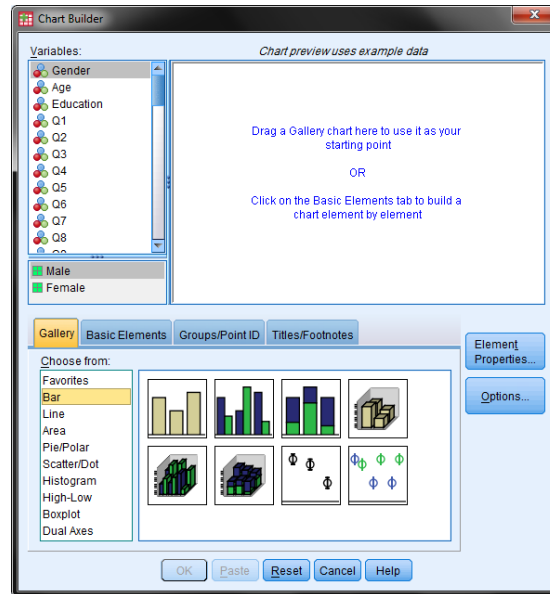 Chart Builder
Variables:
Chart preview uses example data
Gender
Age
Education
Q1
Q2
Q3
Q4
Q5
Q6
Q7
Q8
Male
Female
Drag a Gallery chart here to use it as your
starting point
OR
Click on the Basic Elements tab to build a
chart element by element
Gallery
Basic Elements
Groups/Point ID
Titles/Footnotes
Choose from:
Favorites
Bar
Line
Area
Pie/Polar
Scatter/Dot
Histogram
High-Low
Boxplot
Dual Axes
Element
Properties...
Options...
OK
Paste
Reset
Cancel
Help